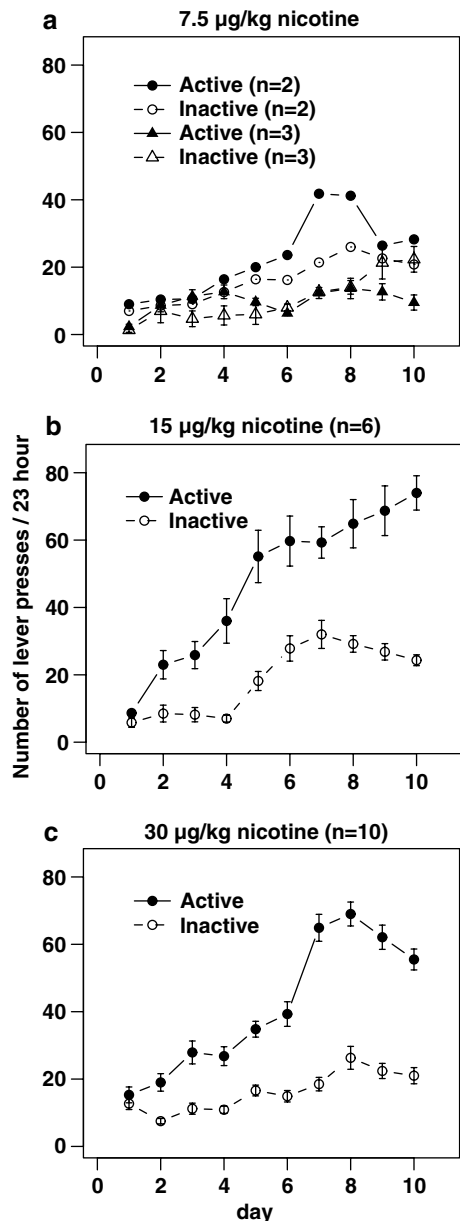 a 7.5 µg/kg nicotine
80
60
40
20
0
Active (n=2)
Inactive (n=2)
Active (n=3)
Inactive (n=3)
0 2 4 6 8 10
b 15 µg/kg nicotine (n=6)
80
60
40
20
0
Active
Inactive
0 2 4 6 8 10
Number of lever presses / 23 hour
c 30 µg/kg nicotine (n=10)
80
60
40
20
0
Active
Inactive
0 2 4 6 8 10
day